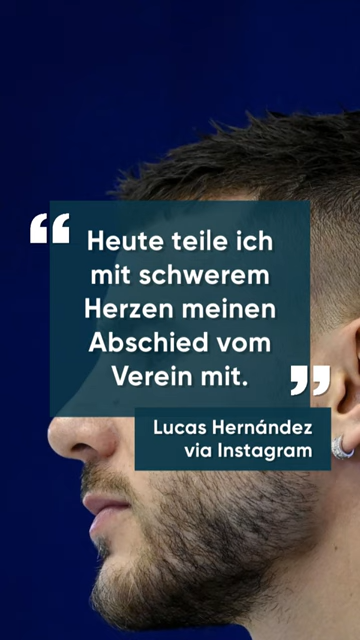 “
Heute teile ich
mit schwerem
Herzen meinen
Abschied vom
Verein mit.
”
Lucas Hernández
via Instagram